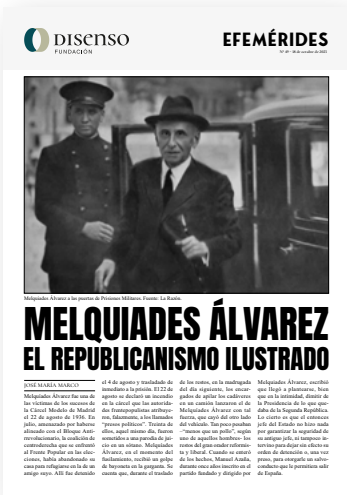 DISENSO
FUNDACIÓN
EFEMÉRIDES
Melquiades Álvarez a las puertas de Prisiones Militares. Fuente: La Razón.
MELQUIADES ÁLVAREZ
EL REPUBLICANISMO ILUSTRADO
JOSÉ MARÍA MARCO
Melquiades Álvarez fue una de
las víctimas de los sucesos de
la Cárcel Modelo de Madrid
el 22 de agosto de 1936. En
julio, amenazado por haberse
alineado con el Bloque Anti-
rrevolucionario, la coalición de
centroderecha que se enfrentó
al Frente Popular en las elec-
ciones, había abandonado su
casa para refugiarse en la de un
amigo suyo. Allí fue detenido
el 4 de agosto y trasladado de
inmediato a la prisión. El 22 de
agosto se declaró un incendio
en la cárcel que las autorida-
des frentepopulistas atribuye-
ron, falsamente, a los llamados
"presos políticos". Treinta de
ellos, aquel mismo día, fueron
sometidos a una parodia de jui-
cio en un sótano. Melquiades
Álvarez, en el momento del
fusilamiento, recibió un golpe
de bayoneta en la garganta. Se
cuenta que, durante el traslado
de los restos, en la madrugada
del día siguiente, los encar-
gados de apilar los cadáveres
en un camión lanzaron el de
Melquiades Álvarez con tal
fuerza, que cayó del otro lado
del vehículo. Tan poco pesaban
"menos que un pollo", según
uno de aquellos hombres- los
restos del gran orador reformis-
ta y liberal. Cuando se enteró
de los hechos, Manuel Azaña,
durante once años inscrito en el
partido fundado y dirigido por
Melquiades Álvarez, escribió
que llegó a plantearse, bien
que en la intimidad, dimitir de
la Presidencia de lo que que-
daba de la Segunda República.
Lo cierto es que el entonces
jefe del Estado no hizo nada
por garantizar la seguridad de
su antiguo jefe, ni tampoco in-
tervino para dejar sin efecto su
orden de detención o, una vez
preso, para otorgarle un salvo-
conducto que le permitiera salir
de España.